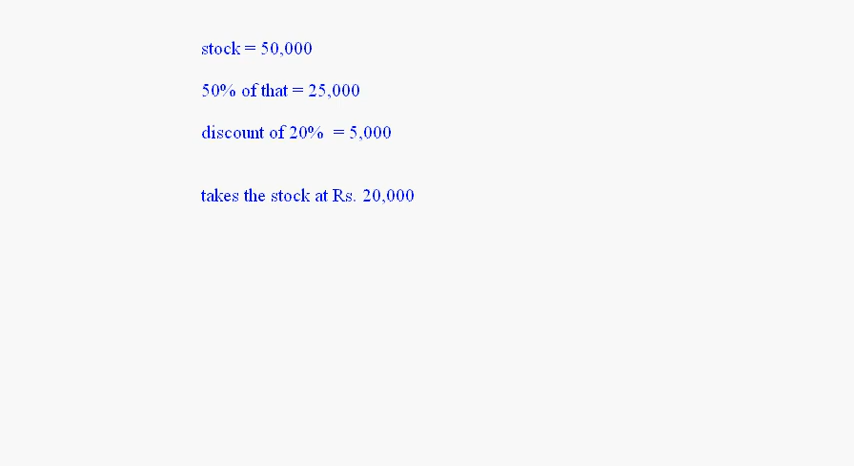 stock = 50,000
50% of that = 25,000
discount of 20% = 5,000
takes the stock at Rs. 20,000